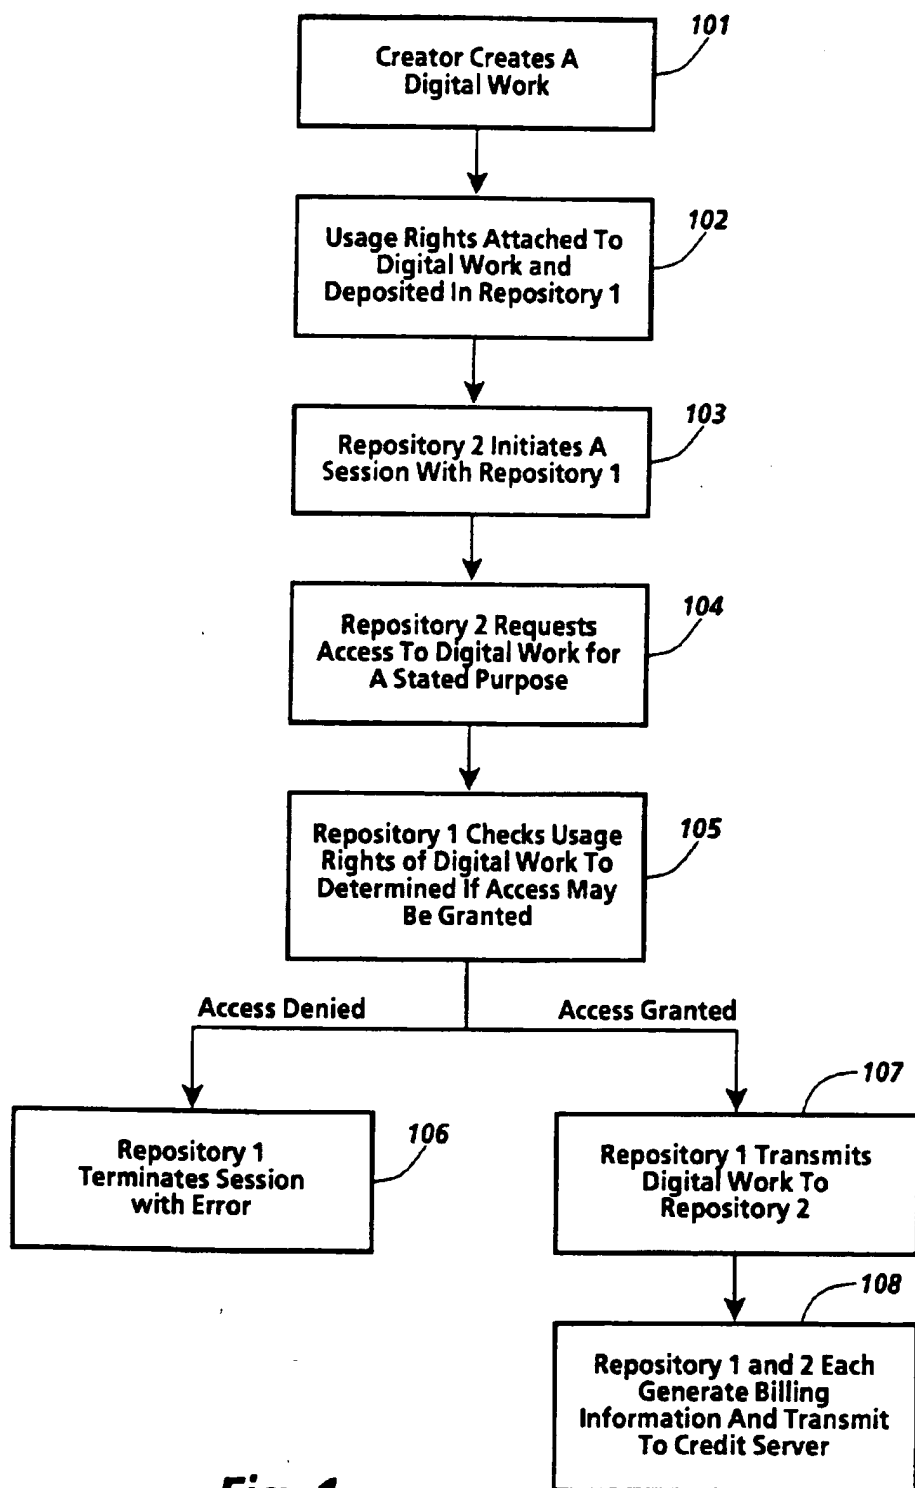 101
Creator Creates A
Digital Work
102
Usage Rights Attached To
Digital Work and
Deposited In Repository 1
103
Repository 2 Initiates A
Session With Repository 1
104
Repository 2 Requests
Access To Digital Work for
A Stated Purpose
105
Repository 1 Checks Usage
Rights of Digital Work To
Determined If Access May
Be Granted
Access Denied
Access Granted
107
106
Repository 1
Terminates Session
with Error
Repository 1 Transmits
Digital Work To
Repository 2
108
Repository 1 and 2 Each
Generate Billing
Information And Transmit
To Credit Server
Fig. 1